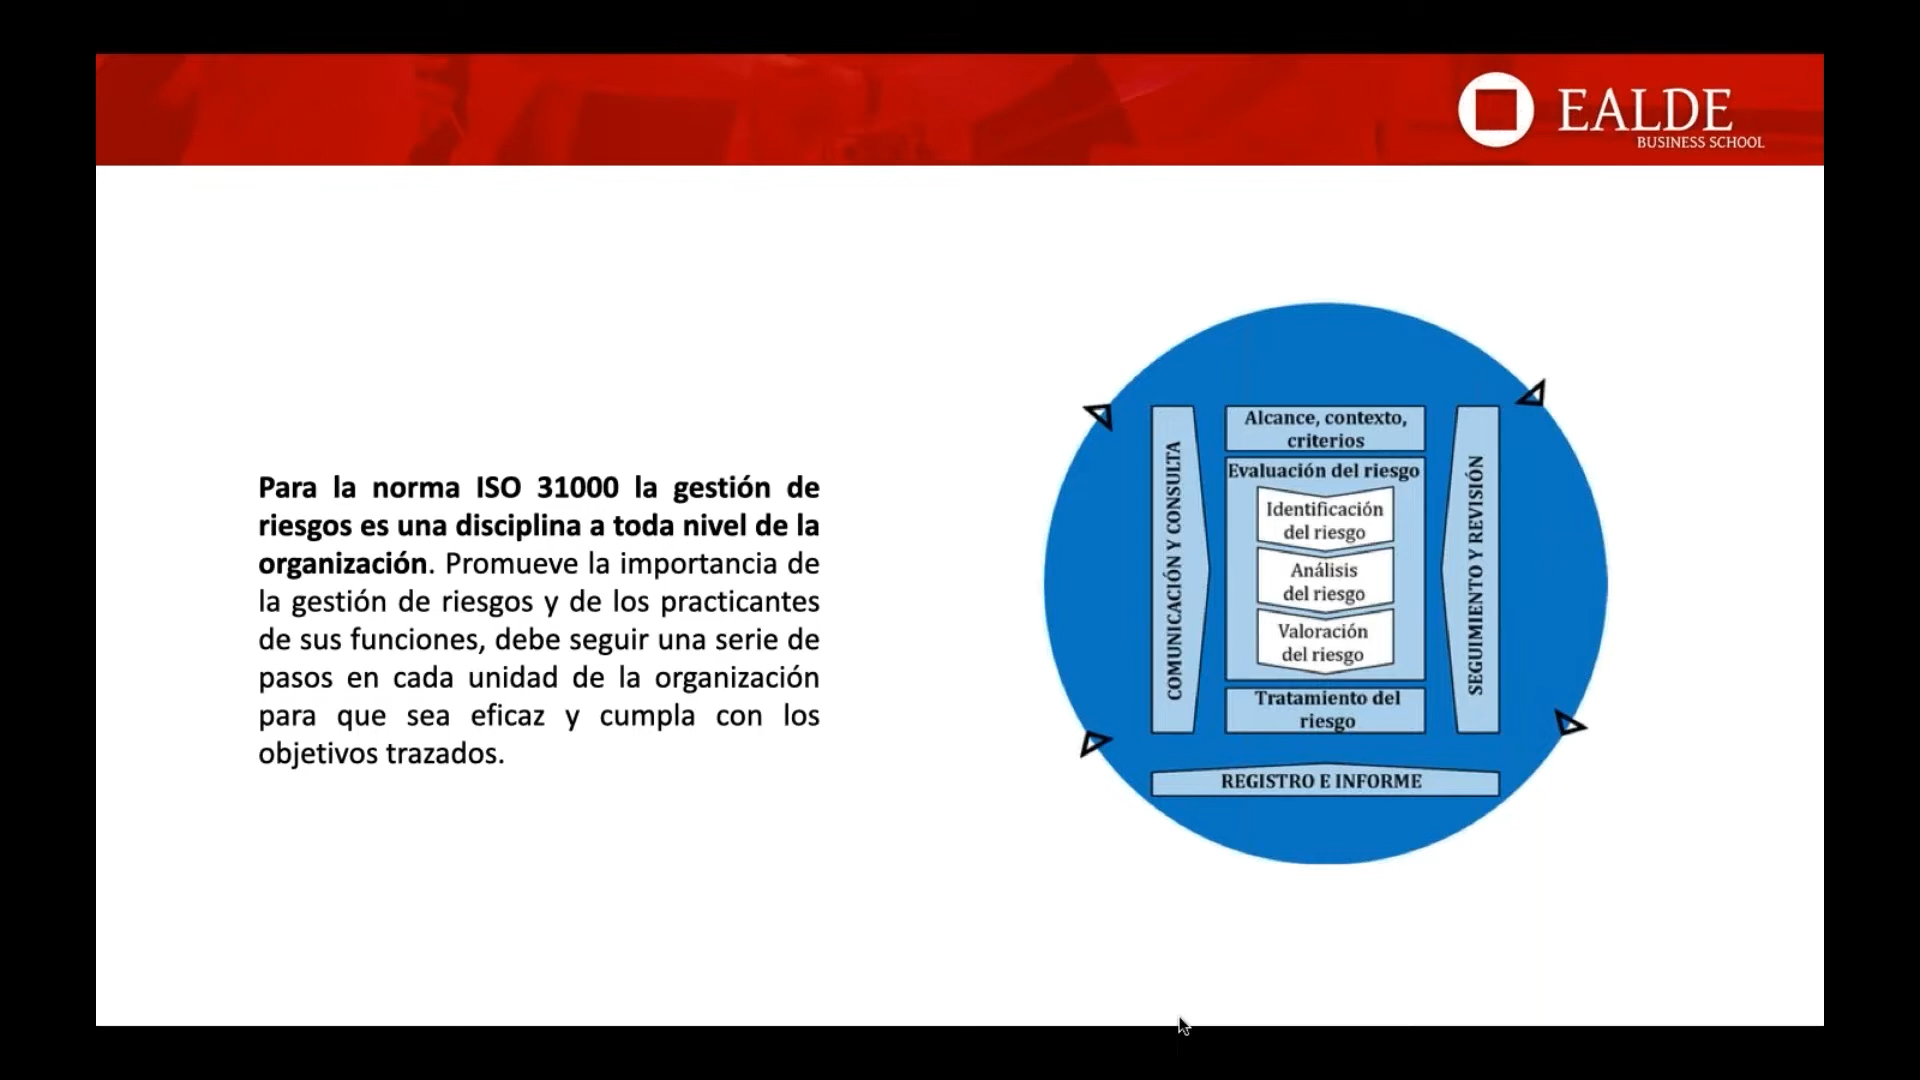 EALDE
BUSINESS SCHOOL
Para la norma ISO 31000 la gestión de
riesgos es una disciplina a toda nivel de la
organización. Promueve la importancia de
la gestión de riesgos y de los practicantes
de sus funciones, debe seguir una serie de
pasos en cada unidad de la organización
para que sea eficaz y cumpla con los
objetivos trazados.
COMUNICACIÓN Y CONSULTA
Alcance, contexto,
criterios
Evaluación del riesgo
Identificación
del riesgo
Análisis
del riesgo
Valoración
del riesgo
Tratamiento del
riesgo
SEGUIMIENTO Y REVISIÓN
REGISTRO E INFORME